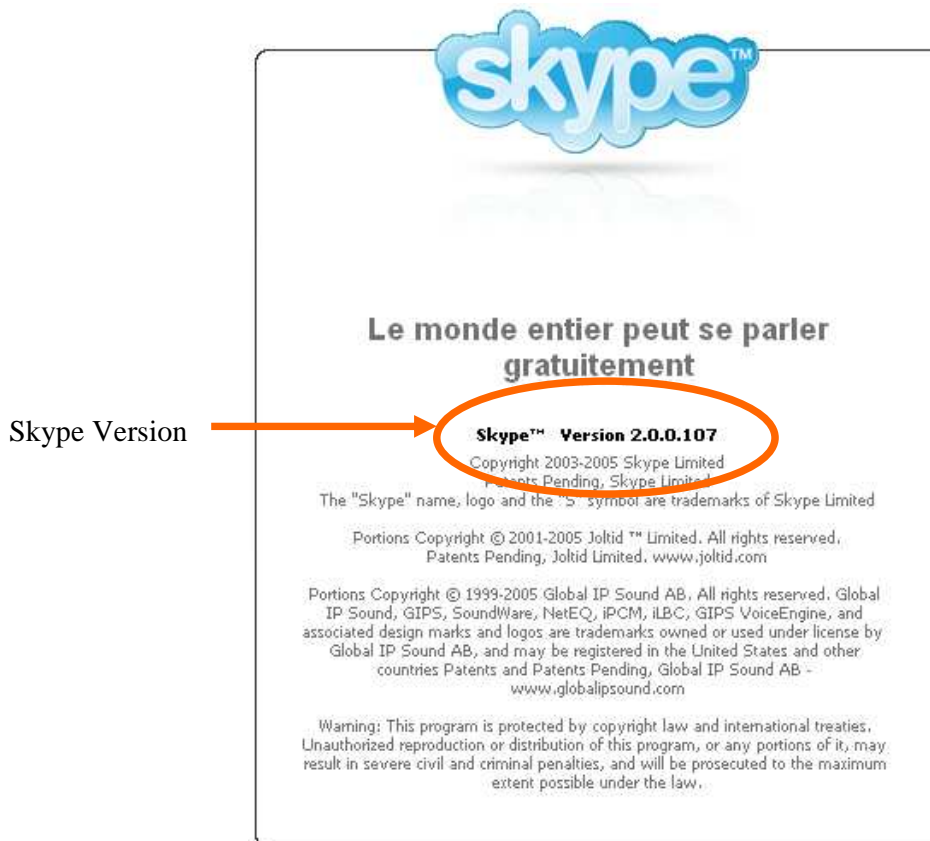 skype™
Le monde entier peut se parler
gratuitement
Skype Version
Skype™ Version 2.0.0.107
Copyright 2003-2005 Skype Limited
Patents Pending, Skype Limited
The "Skype" name, logo and the "S" symbol are trademarks of Skype Limited
Portions Copyright © 2001-2005 Joltid ™ Limited. All rights reserved.
Patents Pending, Joltid Limited. www.joltid.com
Portions Copyright © 1999-2005 Global IP Sound AB. All rights reserved. Global
IP Sound, GIPS, SoundWare, NetEQ, iPCM, iLBC, GIPS VoiceEngine, and
associated design marks and logos are trademarks owned or used under license by
Global IP Sound AB, and may be registered in the United States and other
countries Patents and Patents Pending, Global IP Sound AB -
www.globalipsound.com
Warning: This program is protected by copyright law and international treaties.
Unauthorized reproduction or distribution of this program, or any portions of it, may
result in severe civil and criminal penalties, and will be prosecuted to the maximum
extent possible under the law.